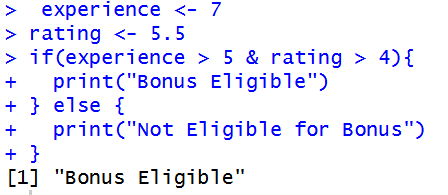 >  experience <- 7
> rating <- 5.5
> if(experience > 5 & rating > 4){
+   print("Bonus Eligible")
+ } else {
+   print("Not Eligible for Bonus")
+ }
[1] "Bonus Eligible"